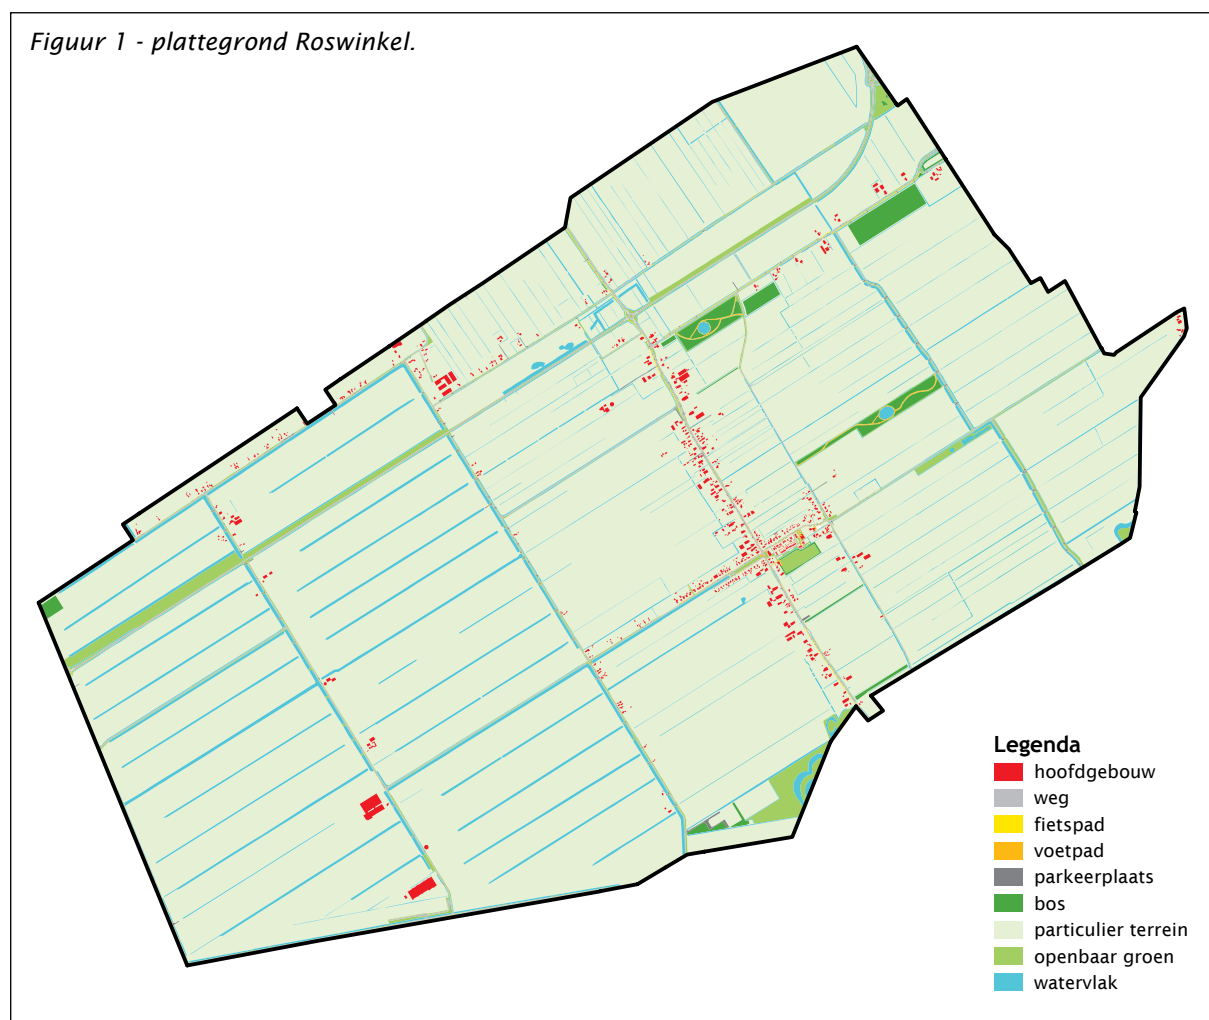 Figuur 1 - plattegrond Roswinkel.
Legenda
hoofdgebouw
weg
fietspad
voetpad
parkeerplaats
bos
particulier terrein
openbaar groen
watervlak